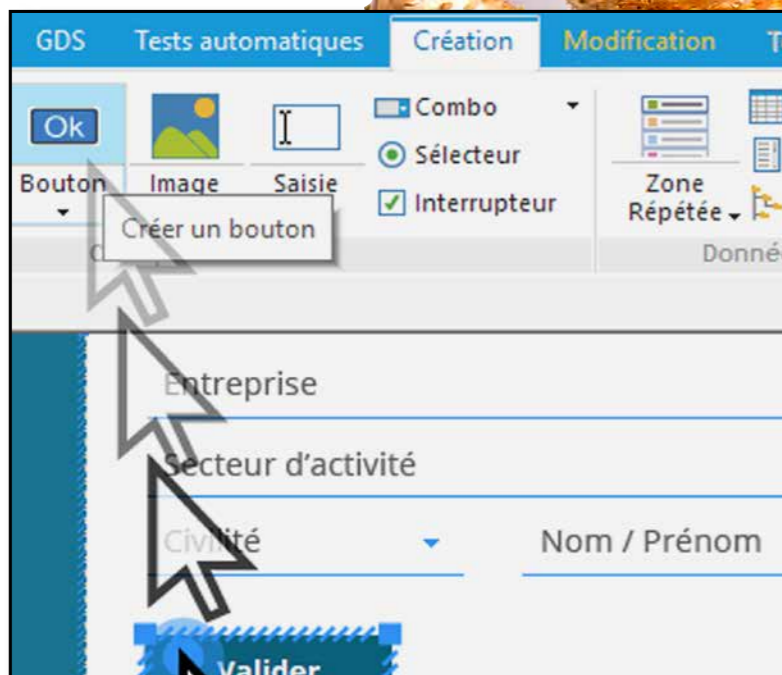 GDS Tests automatiques Création Modification T
Ok
Combo
Sélecteur
Interrupteur
Bouton Image Saisie
Zone
Répétée
Créer un bouton
Donné
Entreprise
Secteur d'activité
Civilité Nom / Prénom
Valider